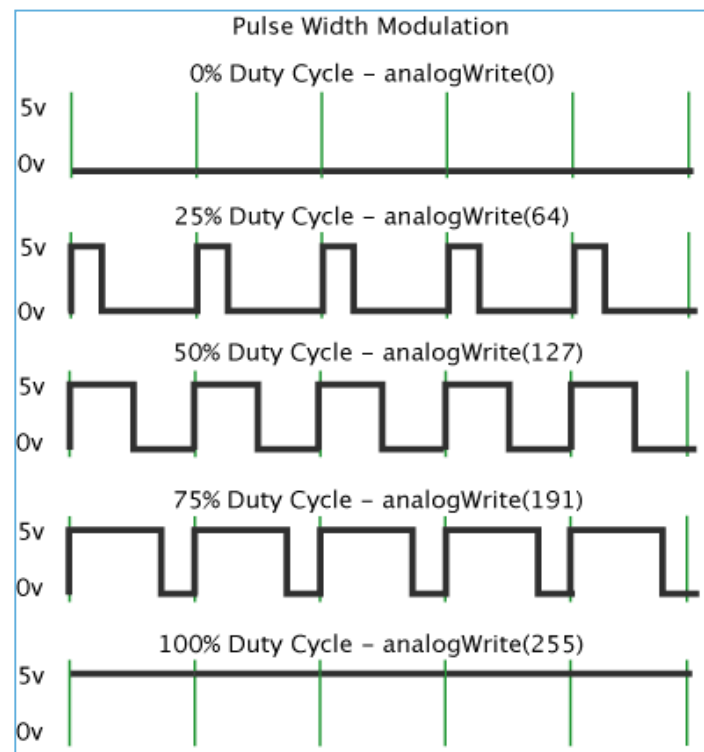 Pulse Width Modulation
0% Duty Cycle – analogWrite(0)
5v
0v
25% Duty Cycle – analogWrite(64)
5v
0v
50% Duty Cycle – analogWrite(127)
5v
0v
75% Duty Cycle – analogWrite(191)
5v
0v
100% Duty Cycle – analogWrite(255)
5v
0v